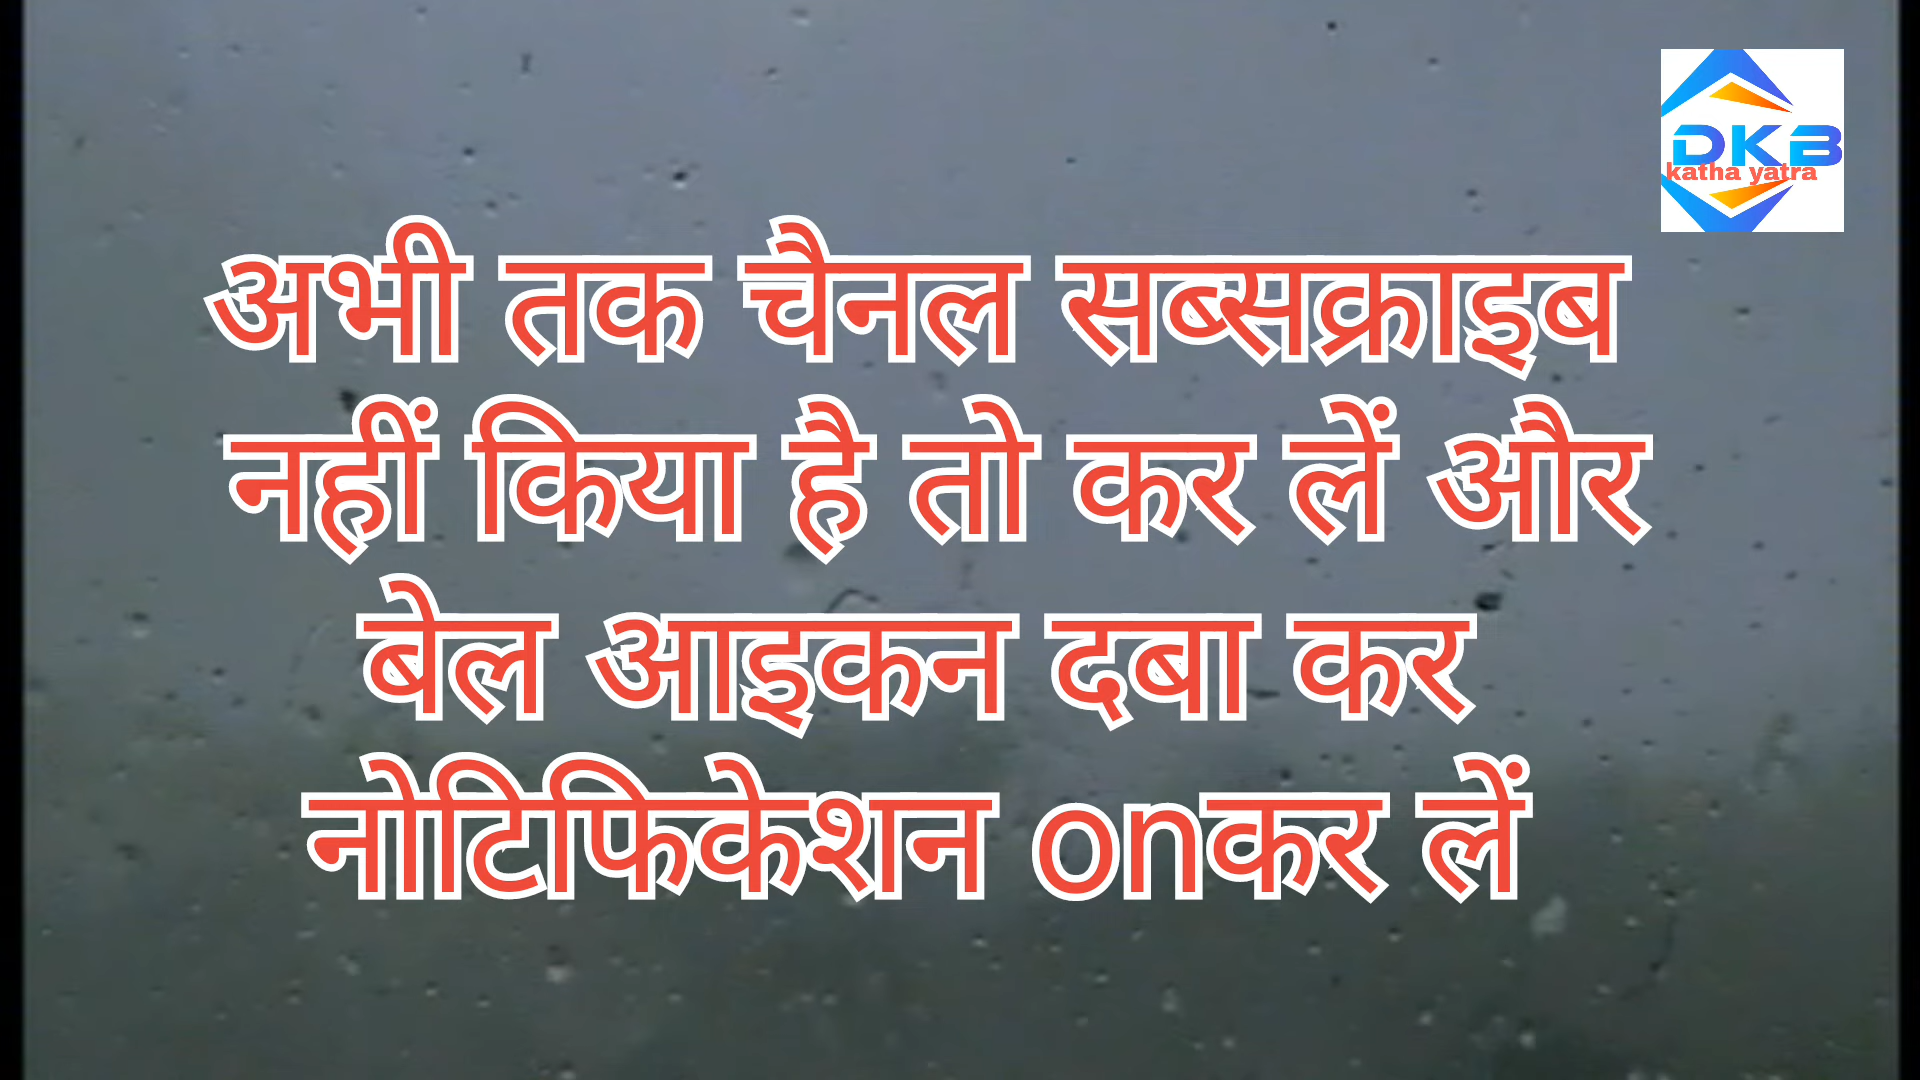 DKB
katha yatra
अभी तक चैनल सब्सक्राइब
नहीं किया है तो कर लें और
बेल आइकन दबा कर
नोटिफिकेशन onकर लें